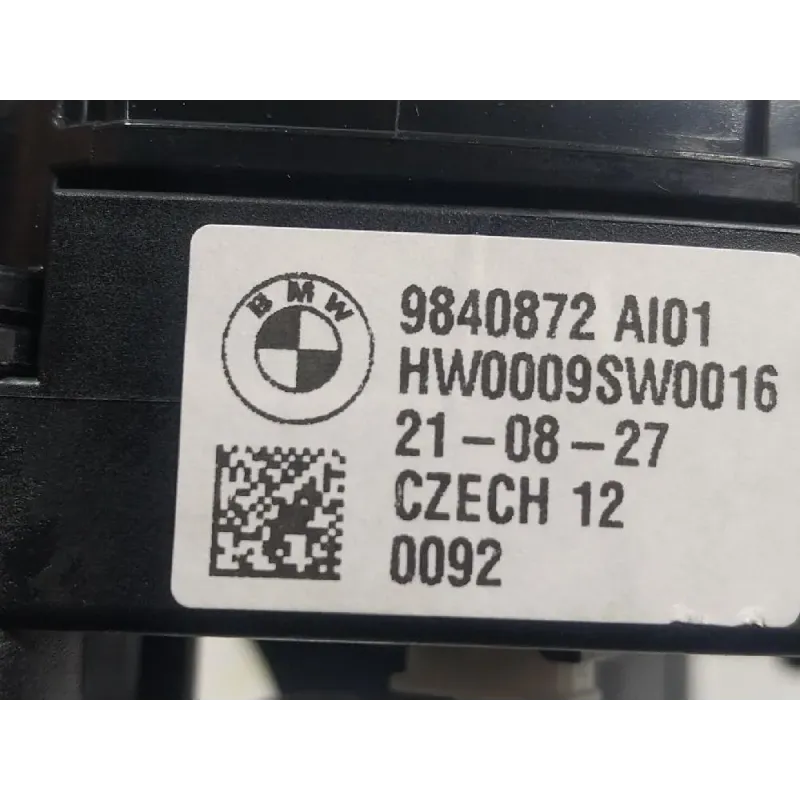 BMW
9840872 AI01
HW0009SW0016
21-08-27
CZECH 12
0092